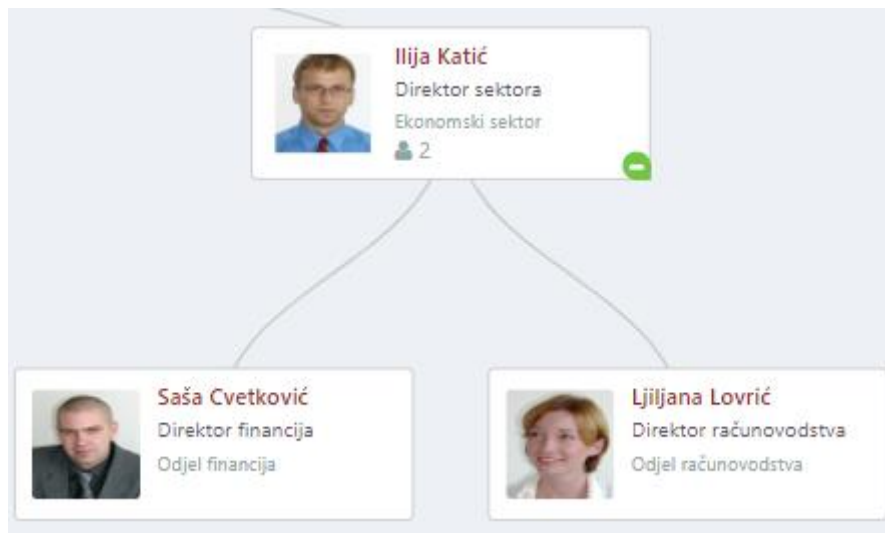 Ilija Katić
Direktor sektora
Ekonomski sektor
2
Saša Cvetković
Direktor financija
Odjel financija
Ljiljana Lovrić
Direktor računovodstva
Odjel računovodstva